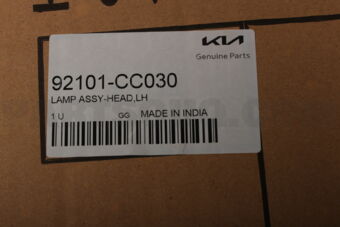 KIA
Genuine Parts
92101-CC030
LAMP ASSY-HEAD,LH
1 U GG MADE IN INDIA